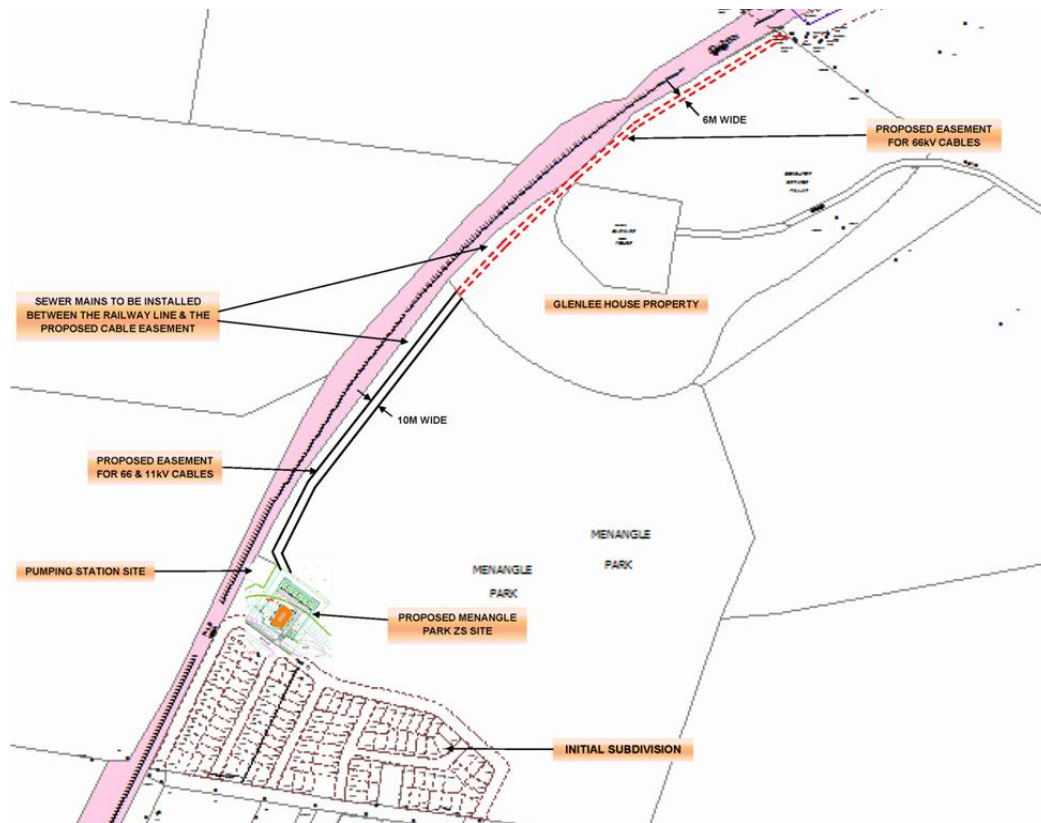 6M WIDE
PROPOSED EASEMENT
FOR 66kV CABLES
SEWER MAINS TO BE INSTALLED
BETWEEN THE RAILWAY LINE & THE
PROPOSED CABLE EASEMENT
GLENLEE HOUSE PROPERTY
10M WIDE
PROPOSED EASEMENT
FOR 66 & 11kV CABLES
MENANGLE
PARK
MENANGLE
PARK
PUMPING STATION SITE
PROPOSED MENANGLE
PARK ZS SITE
INITIAL SUBDIVISION